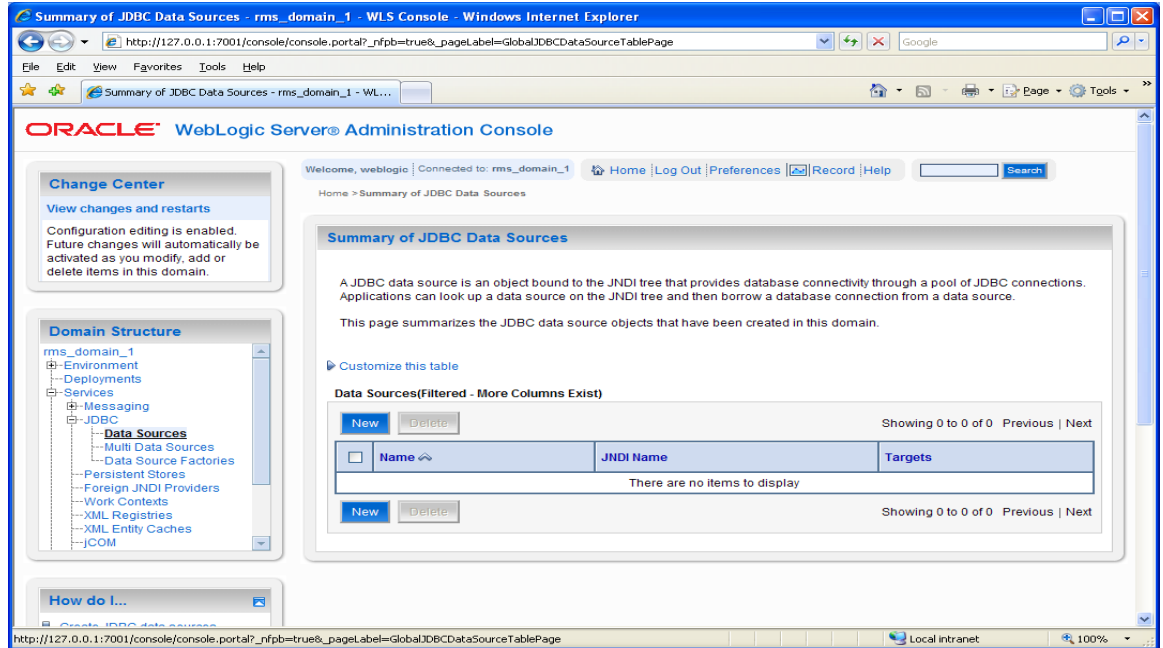 Summary of JDBC Data Sources - rms_domain_1 - WLS Console - Windows Internet Explorer
http://127.0.0.1:7001/console/console.portal?_nfpb=true&_pageLabel=GlobalJDBCDataSourceTablePage
Google
File Edit View Favorites Tools Help
Summary of JDBC Data Sources - rms_domain_1 - WL...
Page Tools
ORACLE WebLogic Server® Administration Console
Change Center
View changes and restarts
Configuration editing is enabled.
Future changes will automatically be
activated as you modify, add or
delete items in this domain.
Domain Structure
rms_domain_1
Environment
Deployments
Services
Messaging
JDBC
Data Sources
Multi Data Sources
Data Source Factories
Persistent Stores
Foreign JNDI Providers
Work Contexts
XML Registries
XML Entity Caches
jCOM
How do I...
Create JDBC data sources
Welcome, weblogic Connected to: rms_domain_1
Home Log Out Preferences Record Help Search
Home > Summary of JDBC Data Sources
Summary of JDBC Data Sources
A JDBC data source is an object bound to the JNDI tree that provides database connectivity through a pool of JDBC connections.
Applications can look up a data source on the JNDI tree and then borrow a database connection from a data source.
This page summarizes the JDBC data source objects that have been created in this domain.
Customize this table
Data Sources(Filtered - More Columns Exist)
New Delete Showing 0 to 0 of 0 Previous | Next
Name JNDI Name Targets
There are no items to display
New Delete Showing 0 to 0 of 0 Previous | Next
http://127.0.0.1:7001/console/console.portal?_nfpb=true&_pageLabel=GlobalJDBCDataSourceTablePage
Local intranet
100%